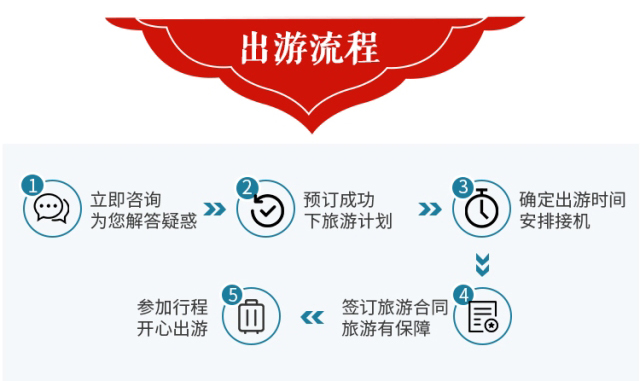 出游流程
1
立即咨询
为您解答疑惑
2
预订成功
下旅游计划
3
确定出游时间
安排接机
4
签订旅游合同
旅游有保障
5
参加行程
开心出游